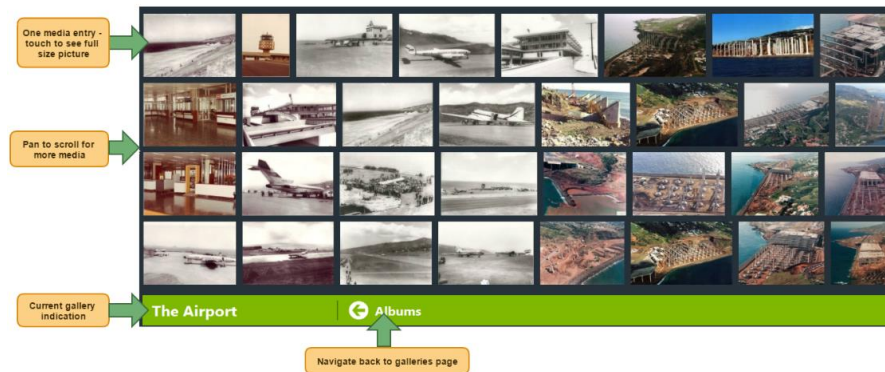 One media entry -
touch to see full
size picture
Pan to scroll for
more media
Current gallery
indication
The Airport
Albums
Navigate back to galleries page